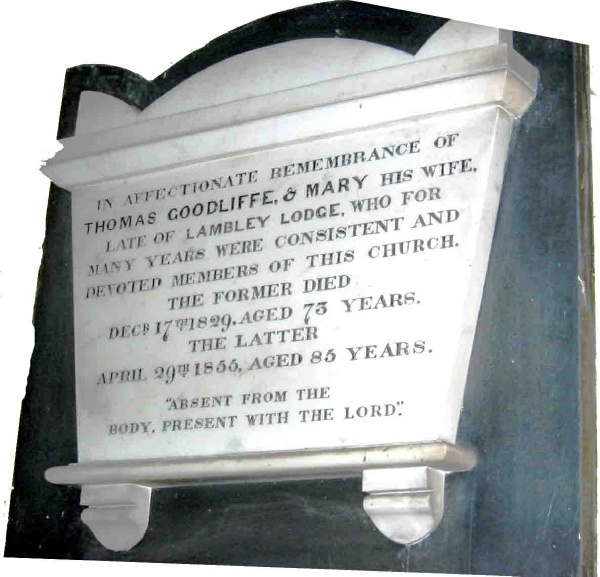 IN AFFECTIONATE REMEMBRANCE OF
THOMAS GOODLIFFE, & MARY HIS WIFE,
LATE OF LAMBLEY LODGE, WHO FOR
MANY YEARS WERE CONSISTENT AND
DEVOTED MEMBERS OF THIS CHURCH.
THE FORMER DIED
DECR 17TH 1829. AGED 73 YEARS.
THE LATTER
APRIL 29TH 1855, AGED 85 YEARS.
"ABSENT FROM THE
BODY, PRESENT WITH THE LORD".